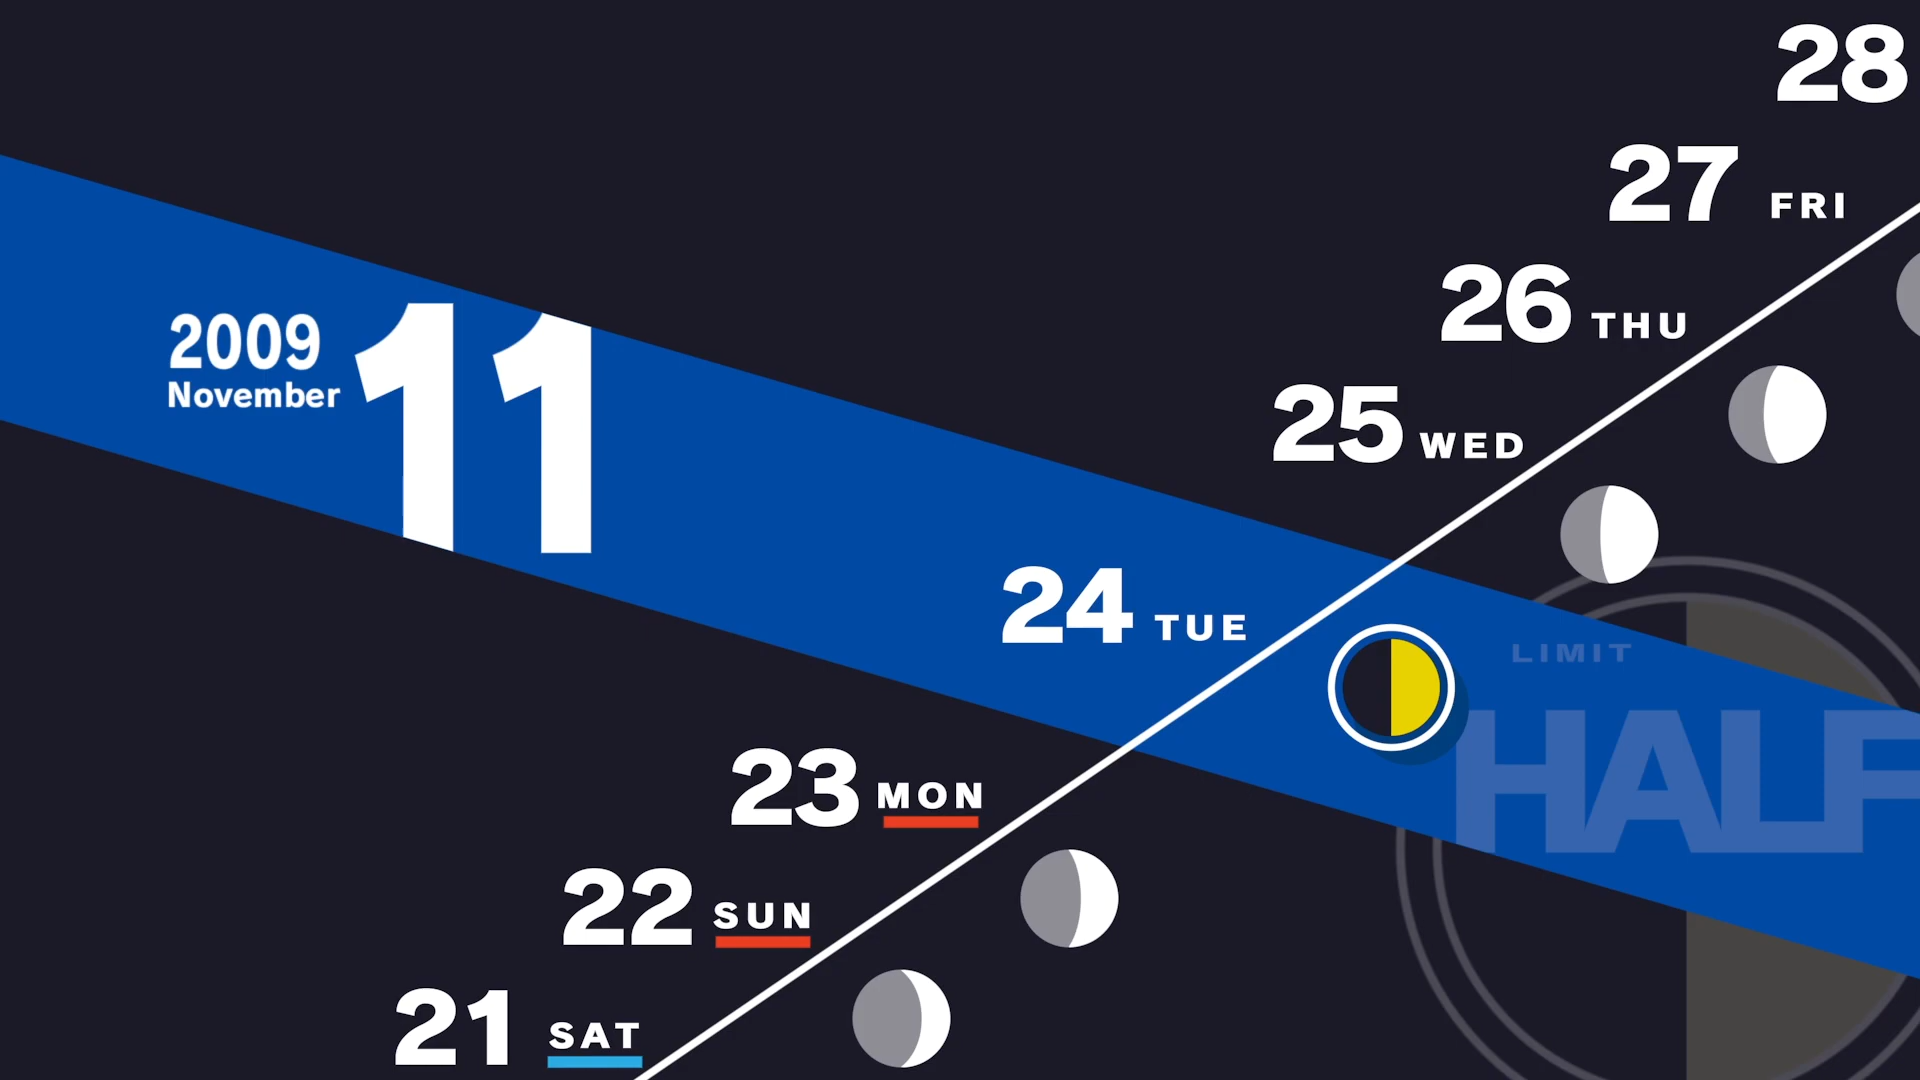 28
27 FRI
26 THU
25 WED
2009
November
11
24 TUE
LIMIT
HALF
23 MON
22 SUN
21 SAT